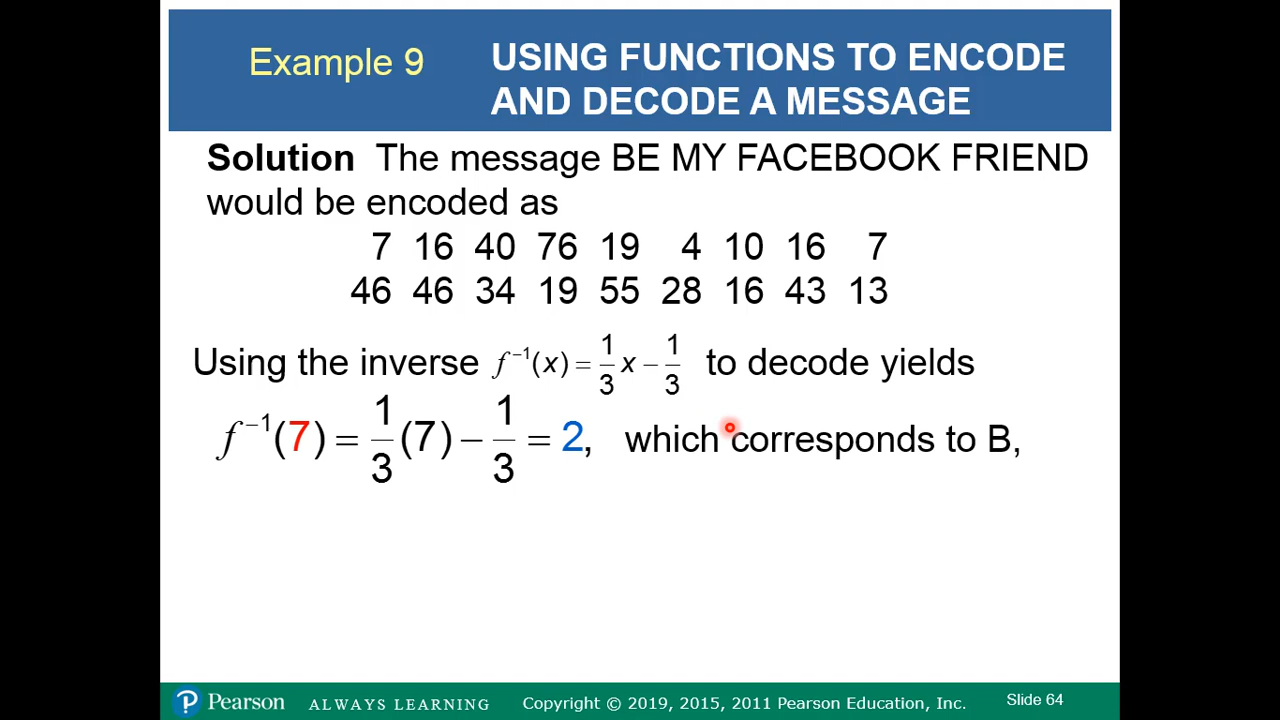 Example 9 USING FUNCTIONS TO ENCODE
AND DECODE A MESSAGE
Solution The message BE MY FACEBOOK FRIEND
would be encoded as
7 16 40 76 19 4 10 16 7
46 46 34 19 55 28 16 43 13
Using the inverse f⁻¹(x) = 1/3 x − 1/3 to decode yields
f⁻¹(7) = 1/3 (7) − 1/3 = 2, which corresponds to B,
Pearson ALWAYS LEARNING Copyright © 2019, 2015, 2011 Pearson Education, Inc. Slide 64